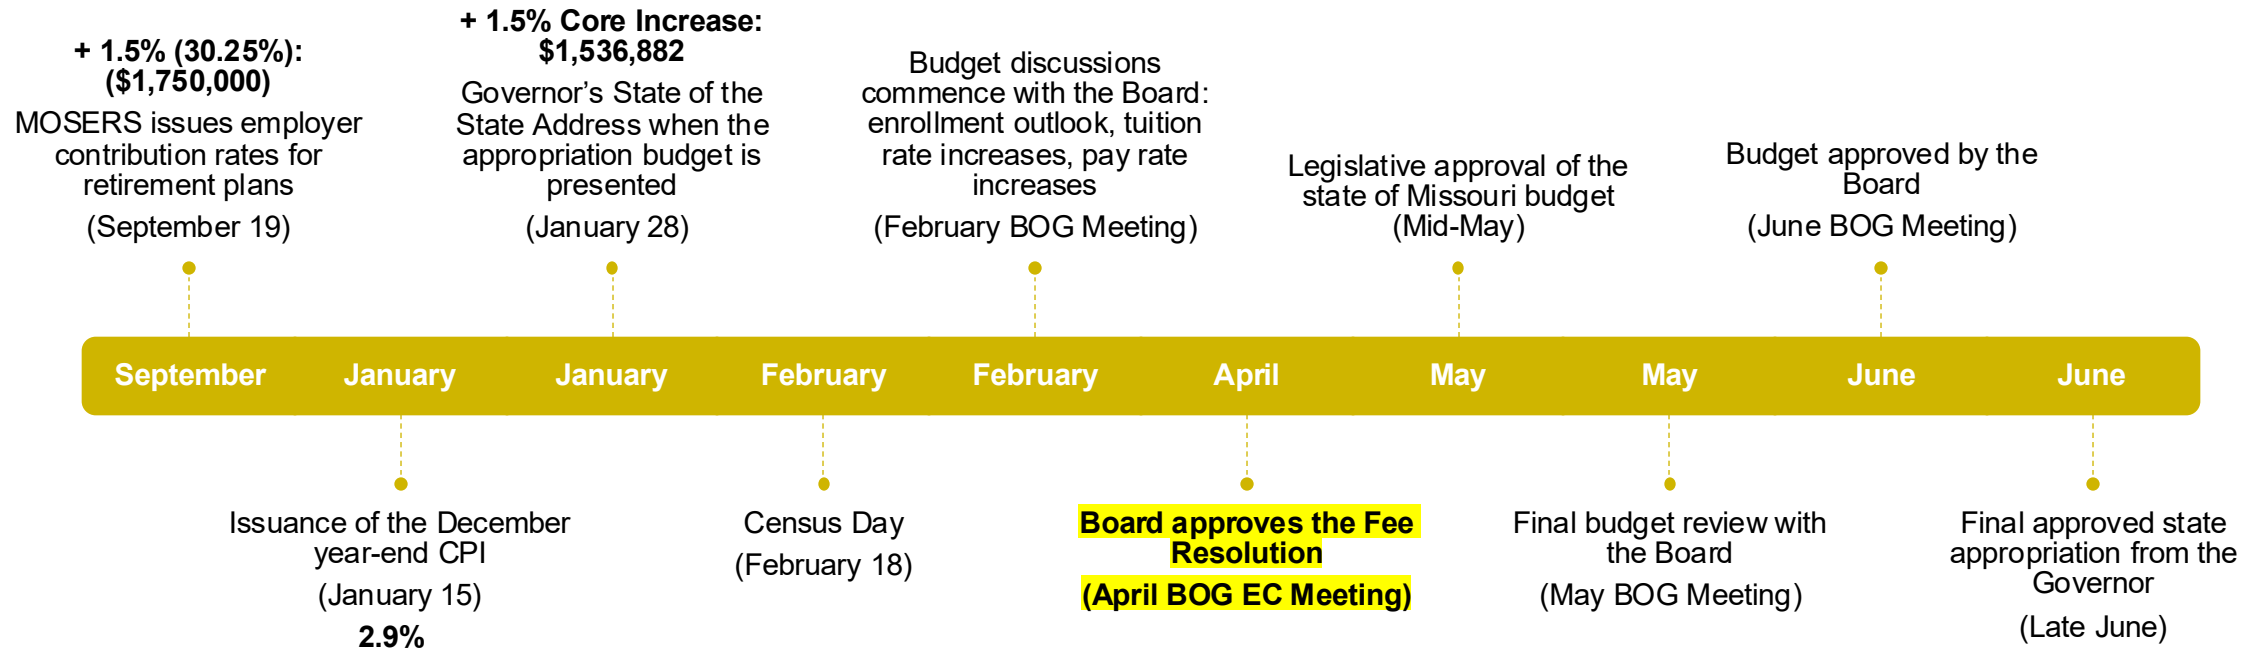 + 1.5% (30.25%):
($1,750,000)
MOSERS issues employer
contribution rates for
retirement plans
(September 19)
+ 1.5% Core Increase:
$1,536,882
Governor’s State of the
State Address when the
appropriation budget is
presented
(January 28)
Budget discussions
commence with the Board:
enrollment outlook, tuition
rate increases, pay rate
increases
(February BOG Meeting)
Legislative approval of the
state of Missouri budget
(Mid-May)
Budget approved by the
Board
(June BOG Meeting)
September
January
January
February
February
April
May
May
June
June
Issuance of the December
year-end CPI
(January 15)
2.9%
Census Day
(February 18)
Board approves the Fee
Resolution
(April BOG EC Meeting)
Final budget review with
the Board
(May BOG Meeting)
Final approved state
appropriation from the
Governor
(Late June)